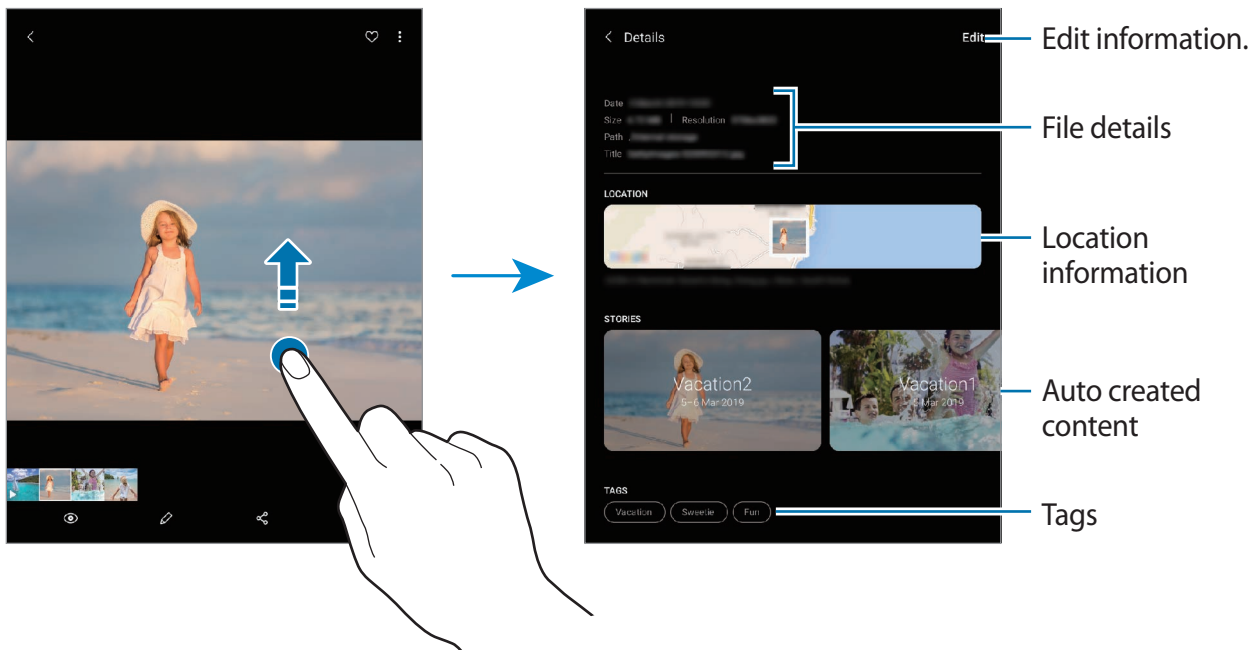 Details
Edit
Edit information.
Date
Size | Resolution
Path
Title
File details
LOCATION
Location
information
STORIES
Vacation2
5–6 Mar 2019
Vacation1
5 Mar 2019
Auto created
content
TAGS
Vacation Sweetie Fun
Tags